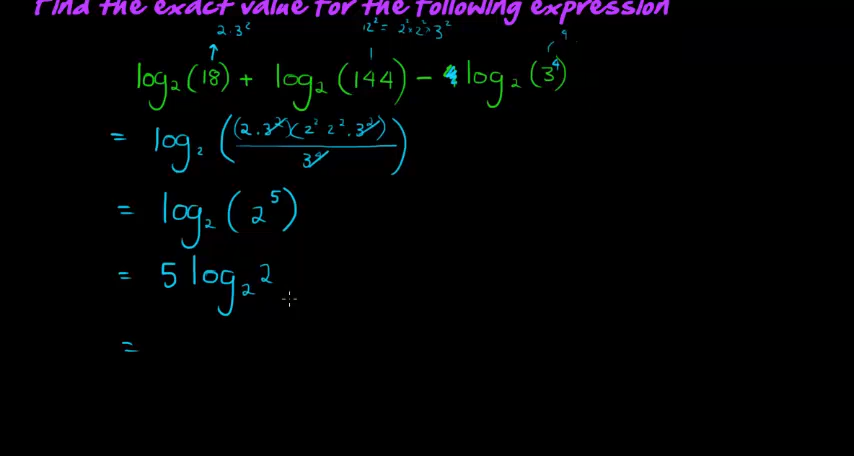 Find the exact value for the following expression
2·3² 12² = 2²×2²×3² 4
log₂(18) + log₂(144) − 4 log₂(3⁴)
= log₂((2·3²)(2² 2²·3²)/3⁴)
= log₂(2⁵)
= 5 log₂ 2
=